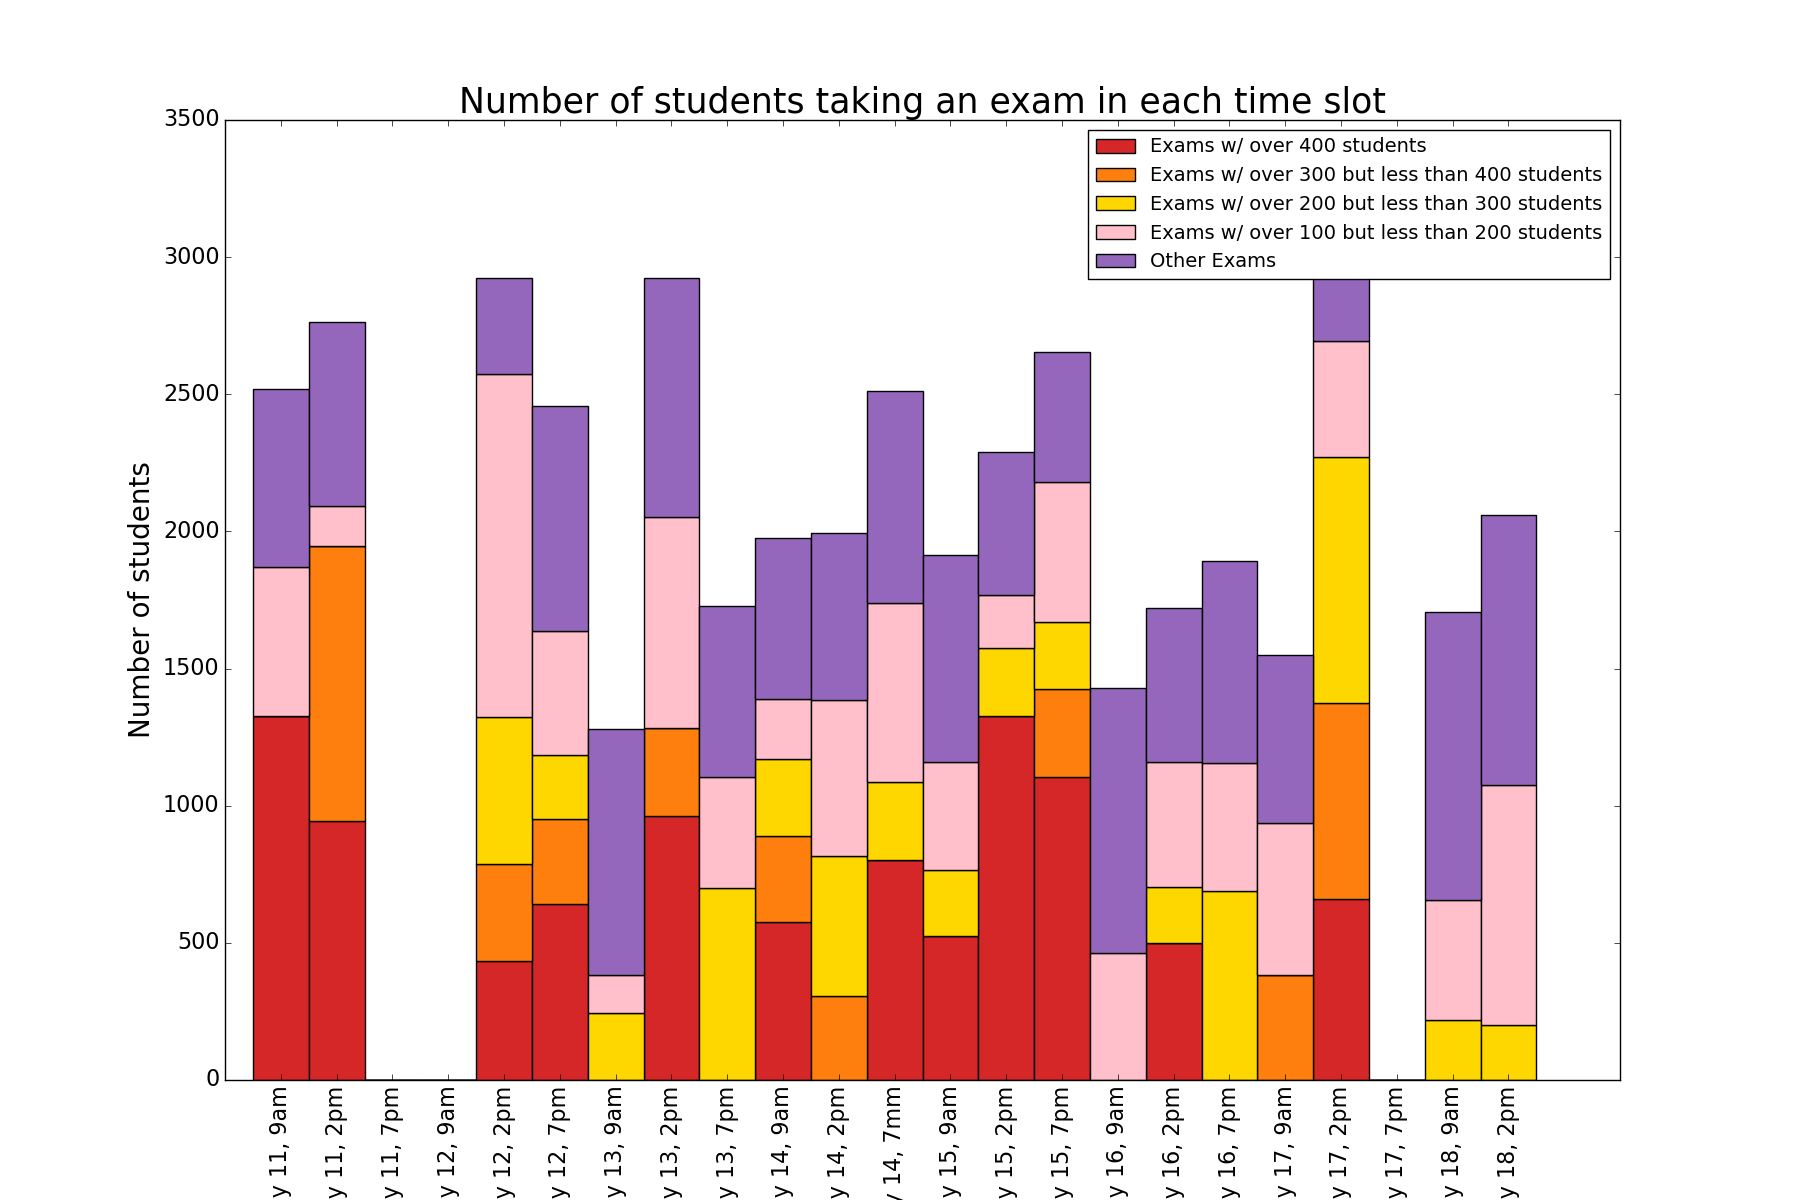 Number of students taking an exam in each time slot
3500
3000
2500
2000
1500
1000
500
0
Number of students
Exams w/ over 400 students
Exams w/ over 300 but less than 400 students
Exams w/ over 200 but less than 300 students
Exams w/ over 100 but less than 200 students
Other Exams
y 11, 9am
y 11, 2pm
y 11, 7pm
y 12, 9am
y 12, 2pm
y 12, 7pm
y 13, 9am
y 13, 2pm
y 13, 7pm
y 14, 9am
y 14, 2pm
y 14, 7mm
y 15, 9am
y 15, 2pm
y 15, 7pm
y 16, 9am
y 16, 2pm
y 16, 7pm
y 17, 9am
y 17, 2pm
y 17, 7pm
y 18, 9am
y 18, 2pm